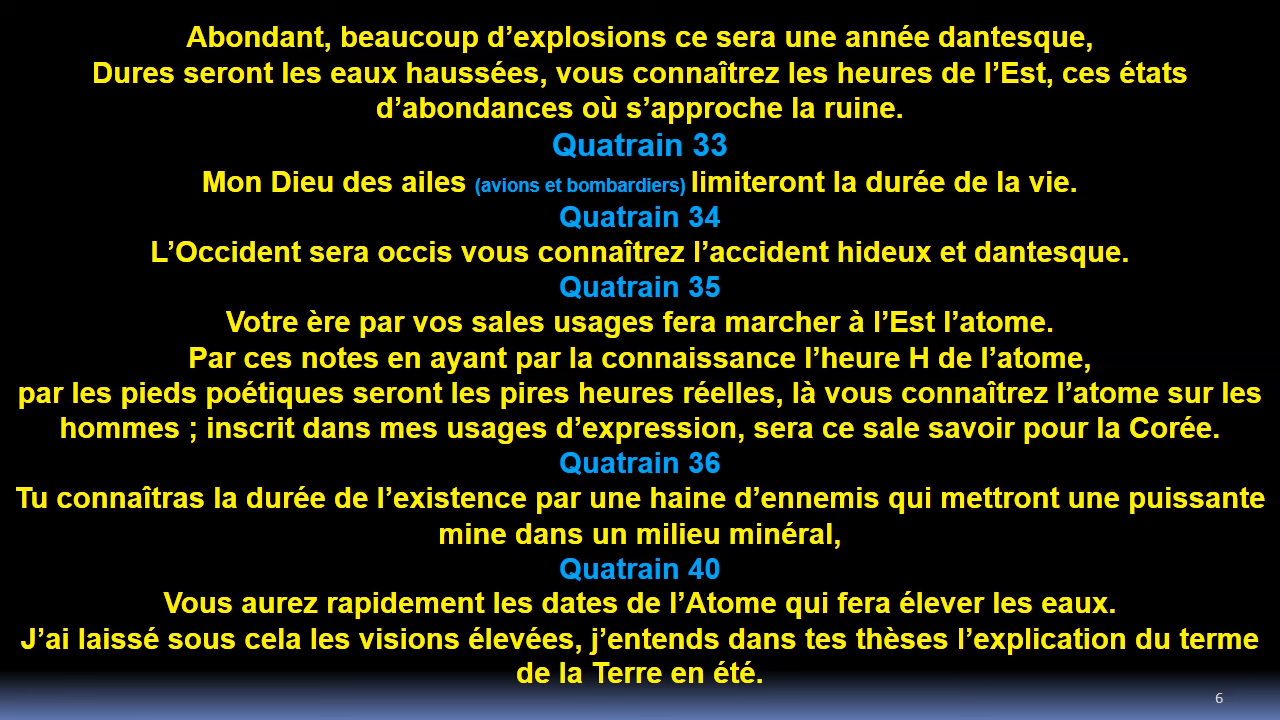 Abondant, beaucoup d’explosions ce sera une année dantesque,
Dures seront les eaux haussées, vous connaîtrez les heures de l’Est, ces états
d’abondances où s’approche la ruine.
Quatrain 33
Mon Dieu des ailes (avions et bombardiers) limiteront la durée de la vie.
Quatrain 34
L’Occident sera occis vous connaîtrez l’accident hideux et dantesque.
Quatrain 35
Votre ère par vos sales usages fera marcher à l’Est l’atome.
Par ces notes en ayant par la connaissance l’heure H de l’atome,
par les pieds poétiques seront les pires heures réelles, là vous connaîtrez l’atome sur les
hommes ; inscrit dans mes usages d’expression, sera ce sale savoir pour la Corée.
Quatrain 36
Tu connaîtras la durée de l’existence par une haine d’ennemis qui mettront une puissante
mine dans un milieu minéral,
Quatrain 40
Vous aurez rapidement les dates de l’Atome qui fera élever les eaux.
J’ai laissé sous cela les visions élevées, j’entends dans tes thèses l’explication du terme
de la Terre en été.
6